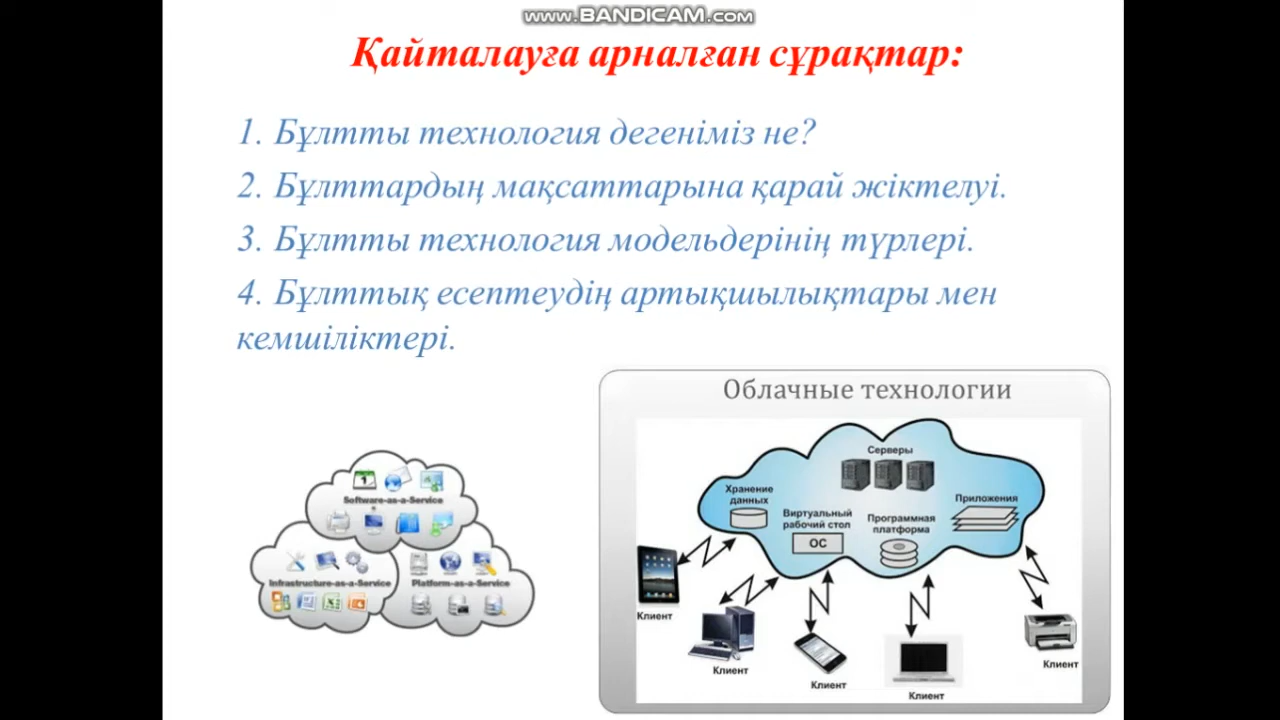 www.BANDICAM.com
Қайталауға арналған сұрақтар:
1. Бұлтты технология дегеніміз не?
2. Бұлттардың мақсаттарына қарай жіктелуі.
3. Бұлтты технология модельдерінің түрлері.
4. Бұлттық есептеудің артықшылықтары мен
кемшіліктері.
Software-as-a-Service
Infrastructure-as-a-Service
Platform-as-a-Service
Облачные технологии
Серверы
Хранение
данных
Виртуальный
рабочий стол
ОС
Программная
платформа
Приложения
Клиент
Клиент
Клиент
Клиент
Клиент